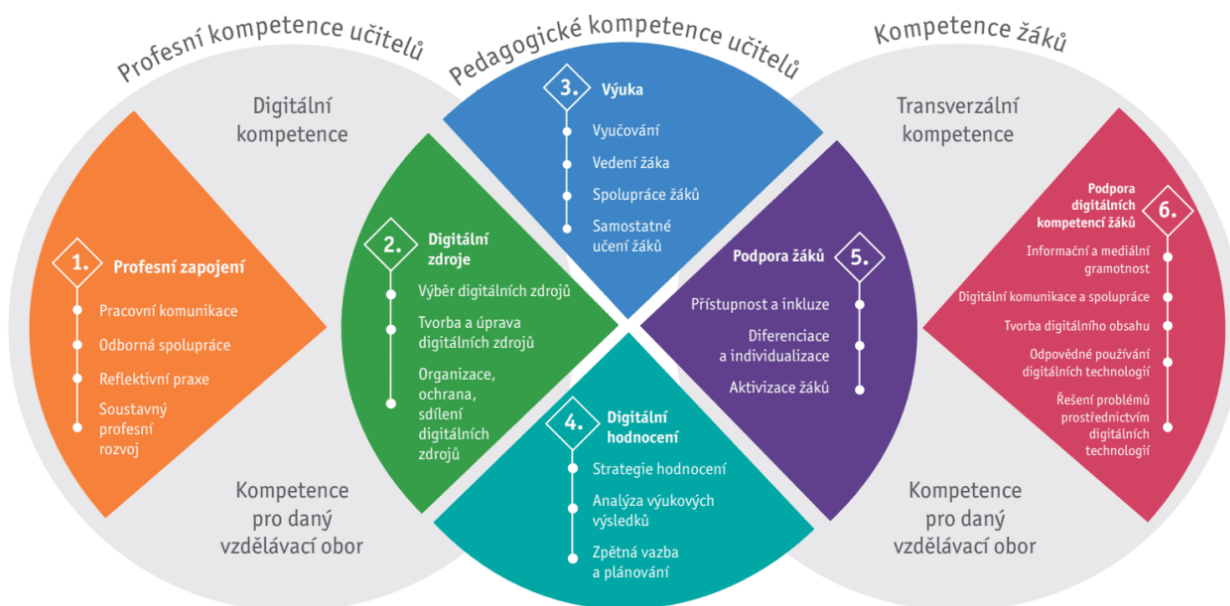 Profesní kompetence učitelů
Pedagogické kompetence učitelů
Kompetence žáků
Digitální
kompetence
Transverzální
kompetence
1.
Profesní zapojení
Pracovní komunikace
Odborná spolupráce
Reflektivní praxe
Soustavný
profesní
rozvoj
2.
Digitální
zdroje
Výběr digitálních zdrojů
Tvorba a úprava
digitálních zdrojů
Organizace,
ochrana,
sdílení
digitálních
zdrojů
3.
Výuka
Vyučování
Vedení žáka
Spolupráce žáků
Samostatné
učení žáků
4.
Digitální
hodnocení
Strategie hodnocení
Analýza výukových
výsledků
Zpětná vazba
a plánování
5.
Podpora žáků
Přístupnost a inkluze
Diferenciace
a individualizace
Aktivizace žáků
6.
Podpora
digitálních
kompetencí žáků
Informační a mediální
gramotnost
Digitální komunikace a spolupráce
Tvorba digitálního obsahu
Odpovědné používání
digitálních technologií
Řešení problémů
prostřednictvím
digitálních
technologií
Kompetence
pro daný
vzdělávací obor
Kompetence
pro daný
vzdělávací obor